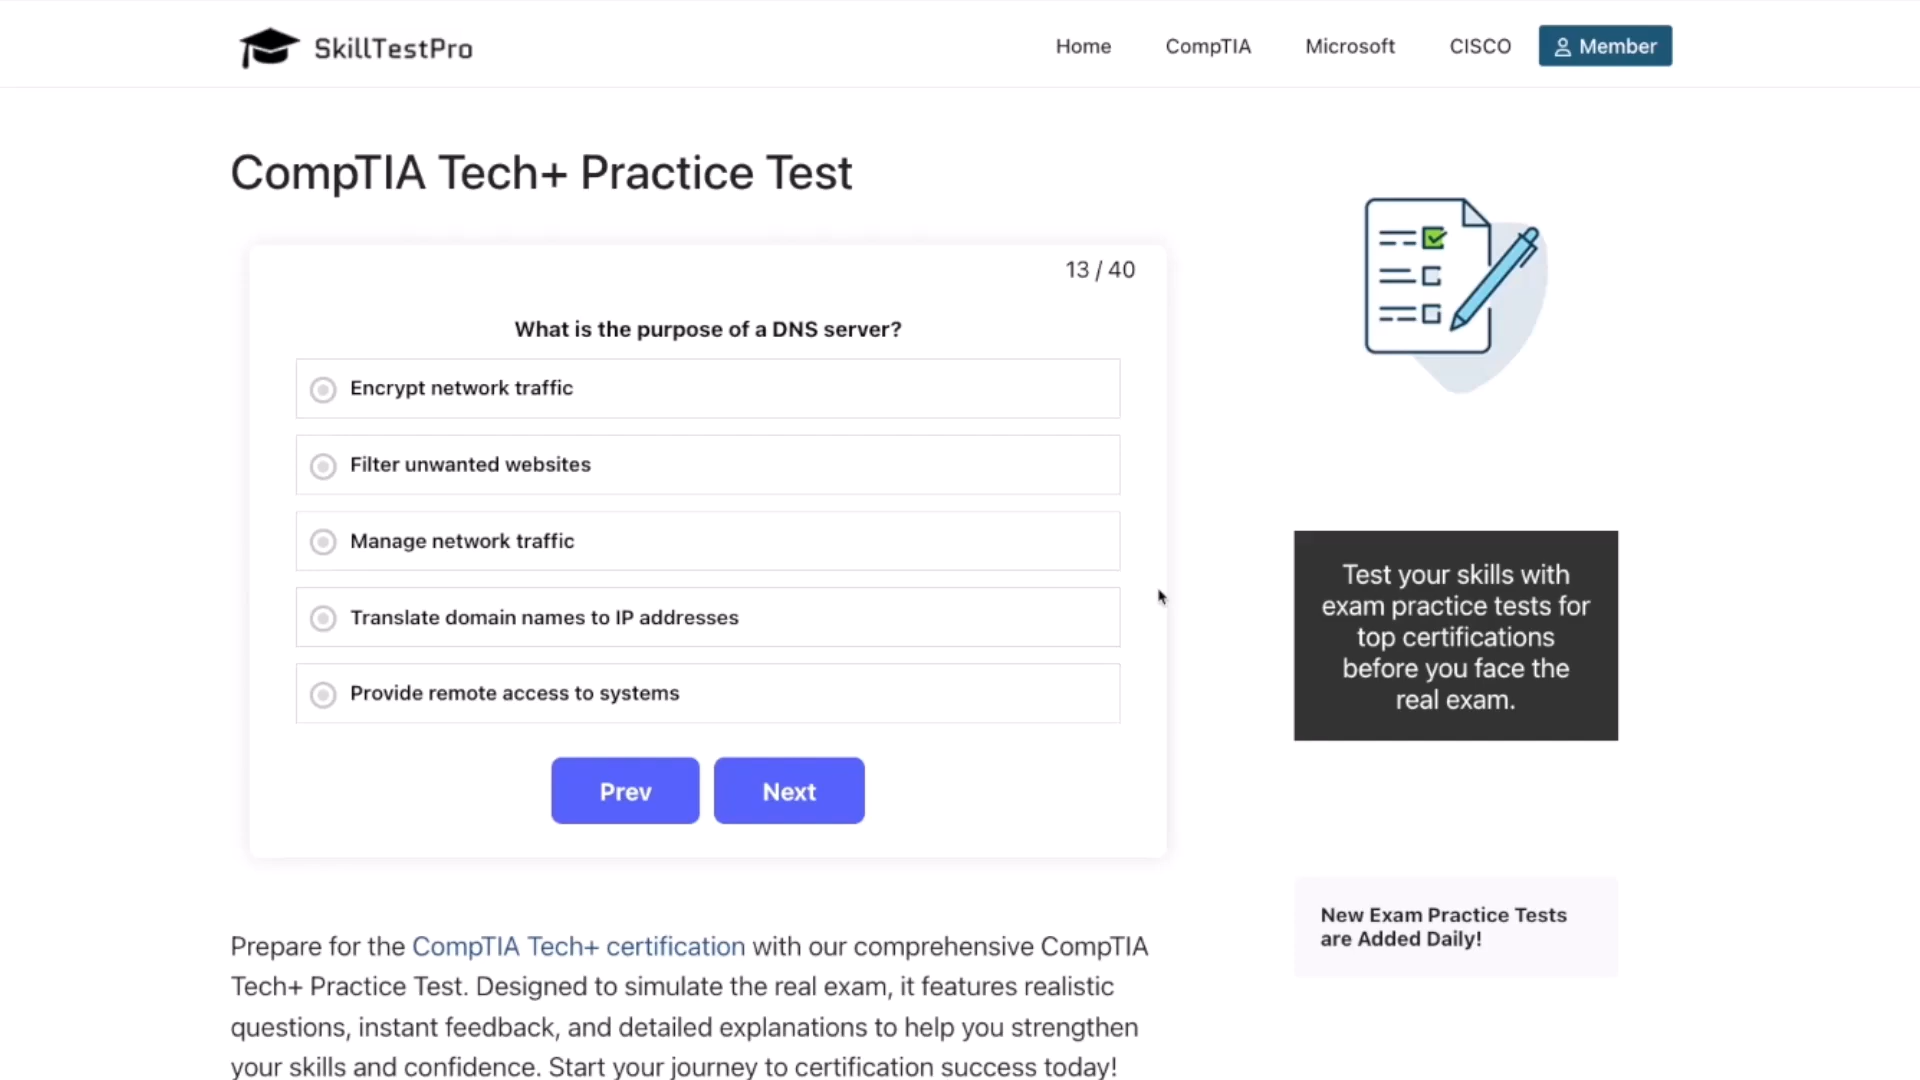 SkillTestPro
Home
CompTIA
Microsoft
CISCO
Member
CompTIA Tech+ Practice Test
13 / 40
What is the purpose of a DNS server?
Encrypt network traffic
Filter unwanted websites
Manage network traffic
Translate domain names to IP addresses
Provide remote access to systems
Prev
Next
Prepare for the CompTIA Tech+ certification with our comprehensive CompTIA
Tech+ Practice Test. Designed to simulate the real exam, it features realistic
questions, instant feedback, and detailed explanations to help you strengthen
your skills and confidence. Start your journey to certification success today!
Test your skills with
exam practice tests for
top certifications
before you face the
real exam.
New Exam Practice Tests
are Added Daily!